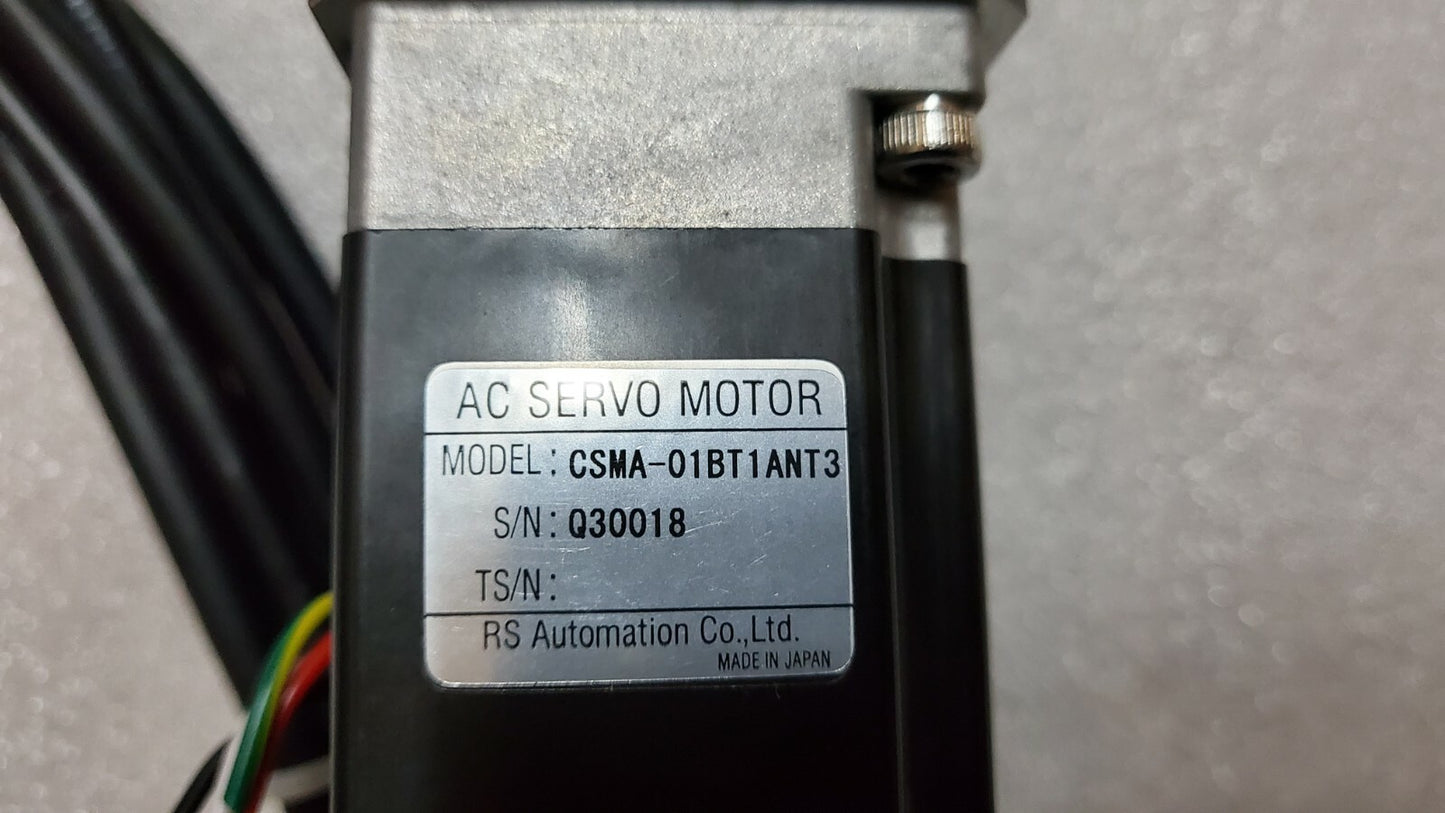 AC SERVO MOTOR
MODEL: CSMA-01BT1ANT3
S/N: Q30018
TS/N:
RS Automation Co.,Ltd.
MADE IN JAPAN